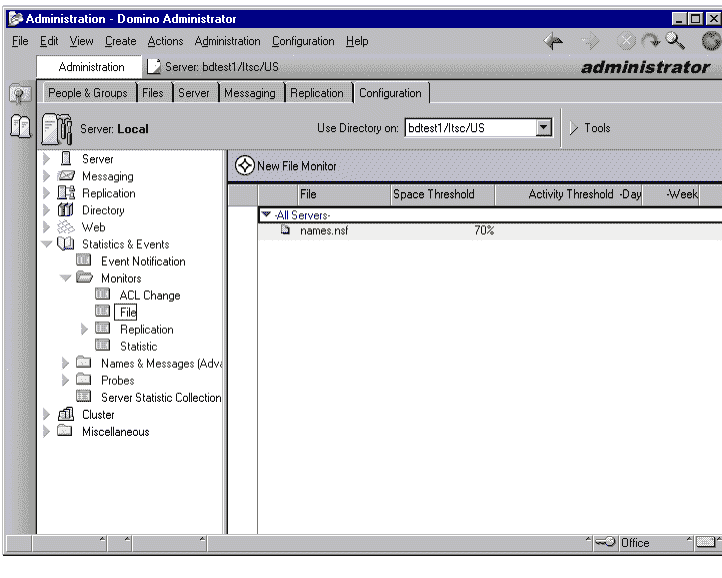 Administration - Domino Administrator
File Edit View Create Actions Administration Configuration Help
Administration Server: bdtest1/Itsc/US administrator
People & Groups Files Server Messaging Replication Configuration
Server: Local Use Directory on: bdtest1/Itsc/US Tools
Server
Messaging
Replication
Directory
Web
Statistics & Events
Event Notification
Monitors
ACL Change
File
Replication
Statistic
Names & Messages (Adva
Probes
Server Statistic Collection
Cluster
Miscellaneous
New File Monitor
File Space Threshold Activity Threshold -Day -Week
-All Servers-
names.nsf 70%
Office